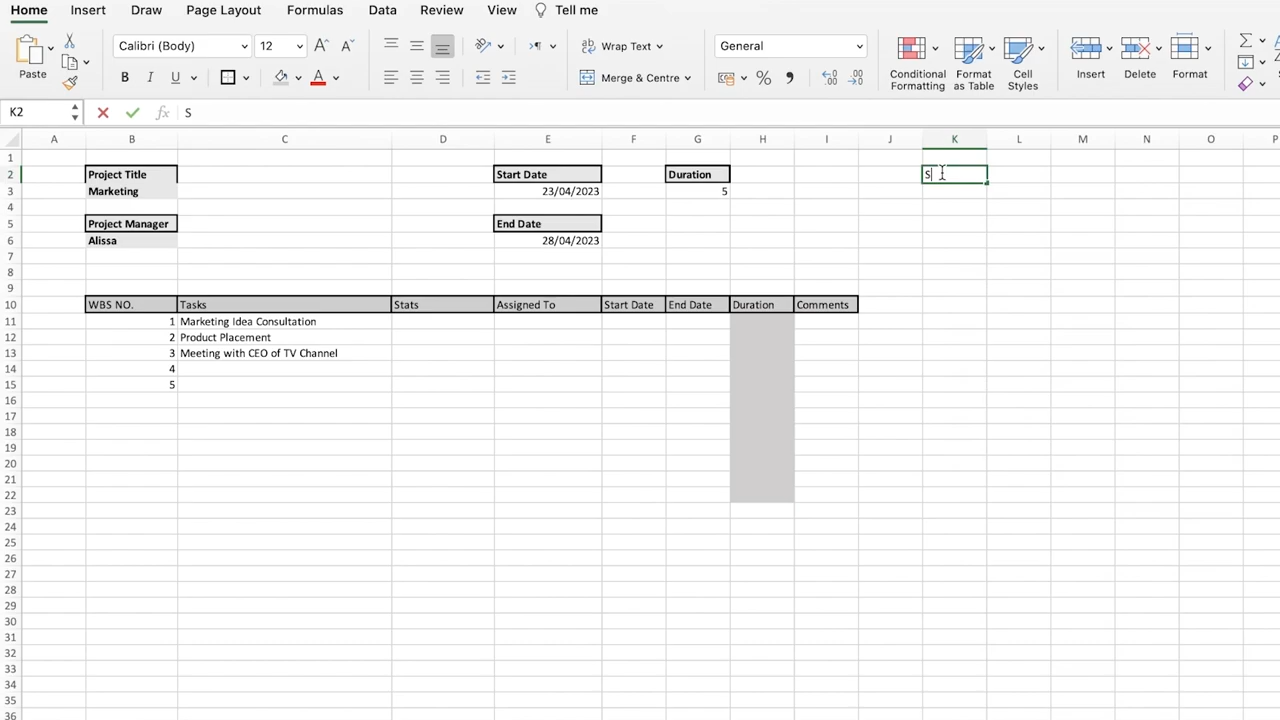 Home Insert Draw Page Layout Formulas Data Review View Tell me
Paste Calibri (Body) 12 A A Wrap Text General Conditional Formatting Format as Table Cell Styles Insert Delete Format
B I U A Merge & Centre % 9
K2 fx S
A B C D E F G H I J K L M N O P
1
2 Project Title Start Date Duration S
3 Marketing 23/04/2023 5
4
5 Project Manager End Date
6 Alissa 28/04/2023
7
8
9
10 WBS NO. Tasks Stats Assigned To Start Date End Date Duration Comments
11 1 Marketing Idea Consultation
12 2 Product Placement
13 3 Meeting with CEO of TV Channel
14 4
15 5
16
17
18
19
20
21
22
23
24
25
26
27
28
29
30
31
32
33
34
35
36